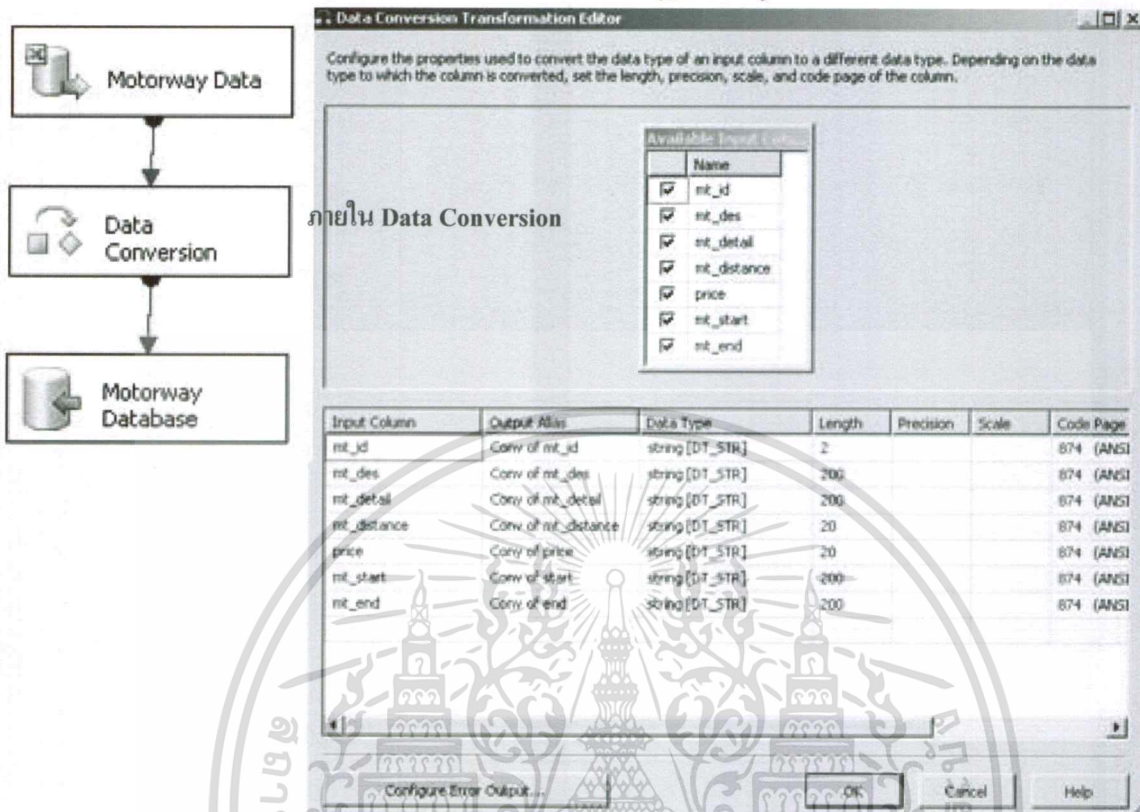 Motorway Data
Data
Conversion
Motorway
Database
ภายใน Data Conversion
Data Conversion Transformation Editor
Configure the properties used to convert the data type of an input column to a different data type. Depending on the data
type to which the column is converted, set the length, precision, scale, and code page of the column.
Available Input Col...
Name
mt_id
mt_des
mt_detail
mt_distance
price
mt_start
mt_end
Input Column Output Alias Data Type Length Precision Scale Code Page
mt_id Conv of mt_id string [DT_STR] 2 874 (ANSI
mt_des Conv of mt_des string [DT_STR] 200 874 (ANSI
mt_detail Conv of mt_detail string [DT_STR] 200 874 (ANSI
mt_distance Conv of mt_distance string [DT_STR] 20 874 (ANSI
price Conv of price string [DT_STR] 20 874 (ANSI
mt_start Conv of start string [DT_STR] 200 874 (ANSI
mt_end Conv of end string [DT_STR] 200 874 (ANSI
Configure Error Output... OK Cancel Help